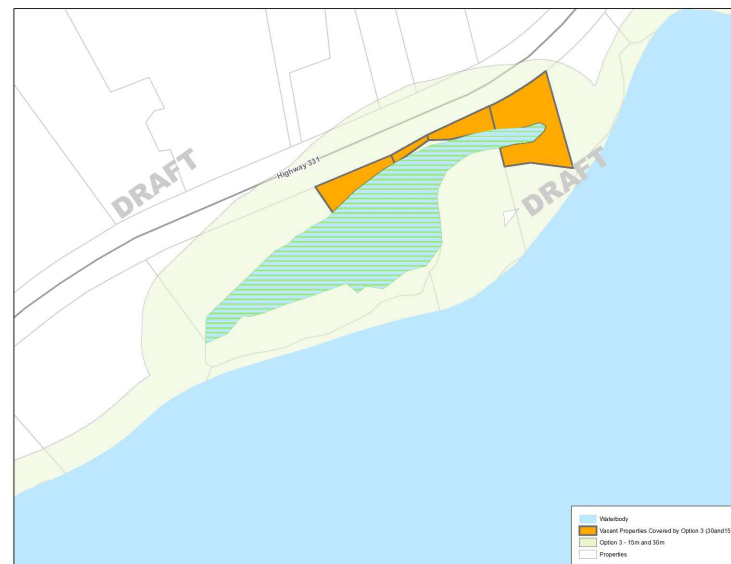 DRAFT
Highway 331
DRAFT
Waterbody
Vacant Properties Covered by Option 3 (30and15
Option 3 - 15m and 30m
Properties